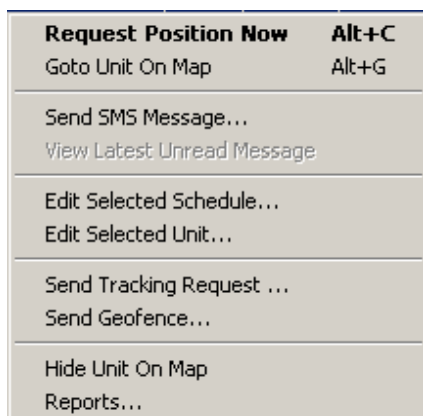 Request Position Now Alt+C
Goto Unit On Map Alt+G
Send SMS Message...
View Latest Unread Message
Edit Selected Schedule...
Edit Selected Unit...
Send Tracking Request ...
Send Geofence...
Hide Unit On Map
Reports...